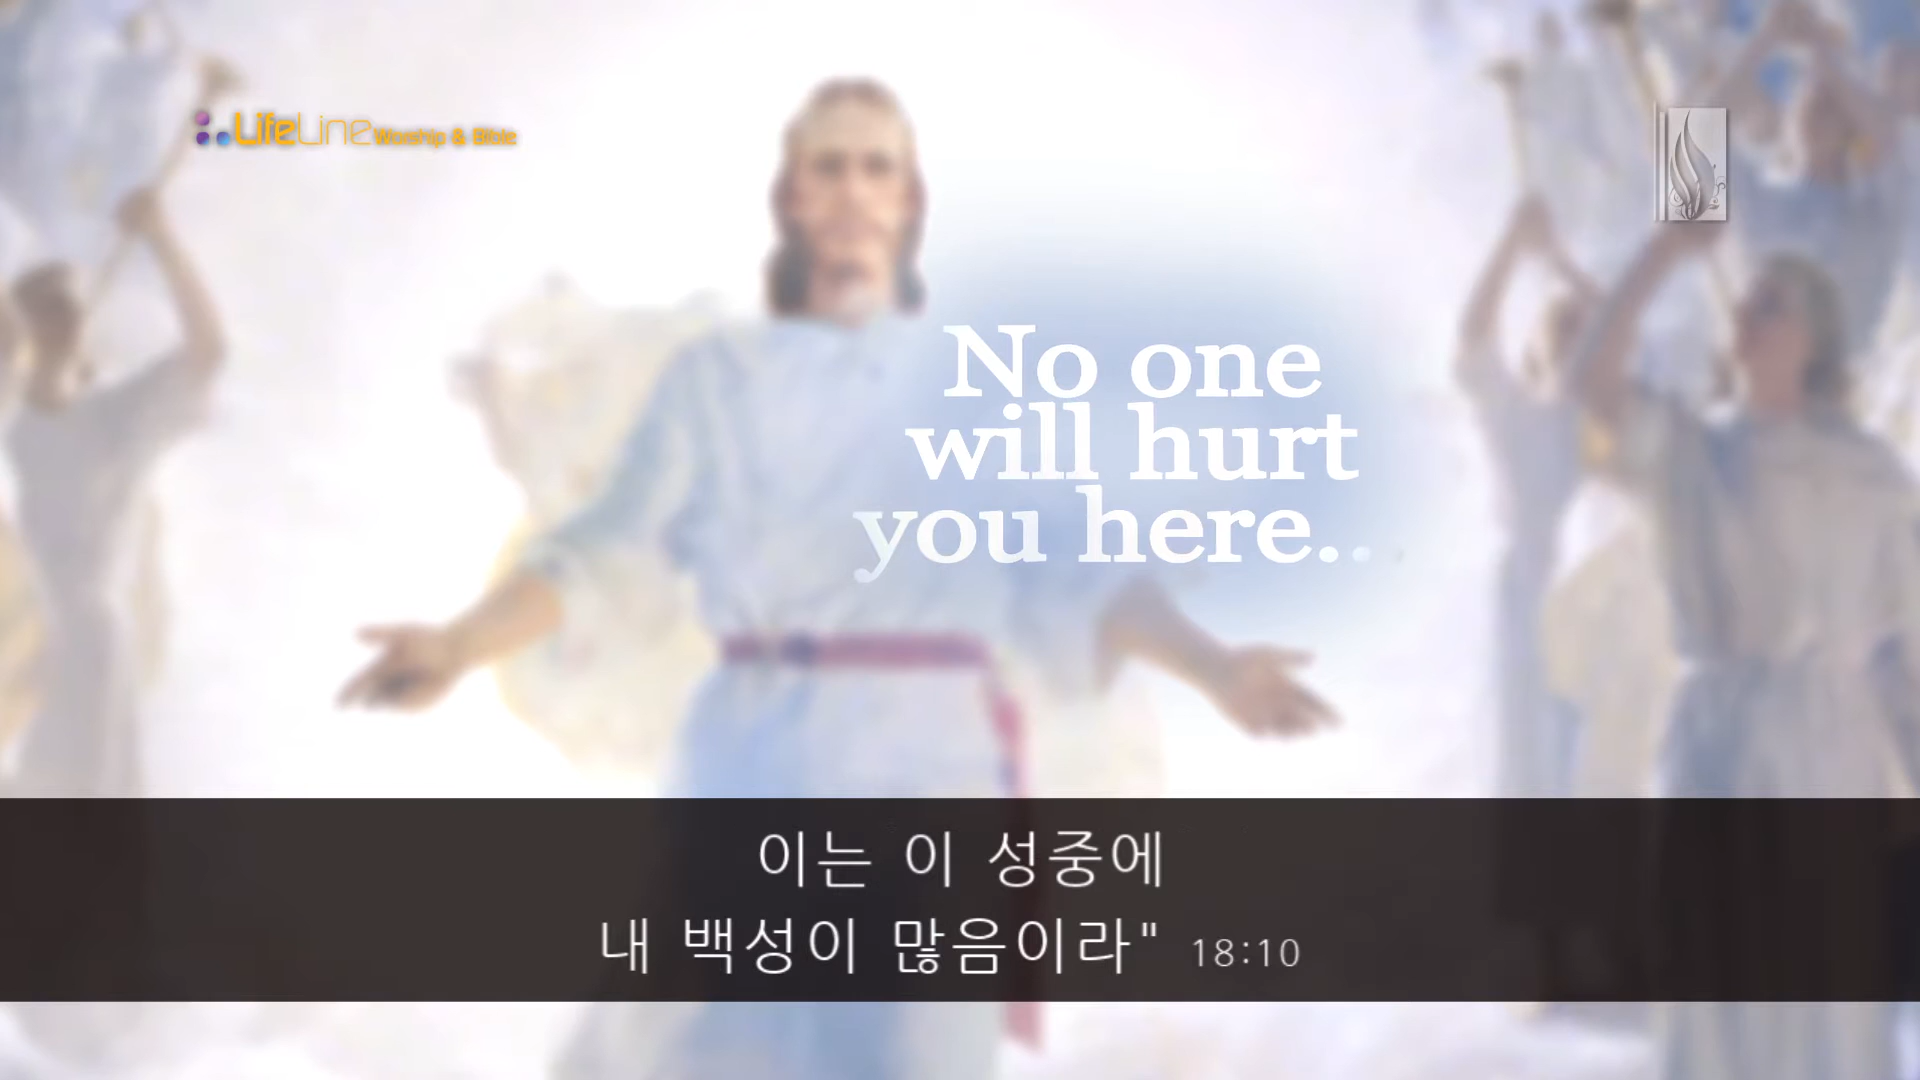 LifeLine Worship & Bible
No one
will hurt
you here..
이는 이 성중에
내 백성이 많음이라" 18:10